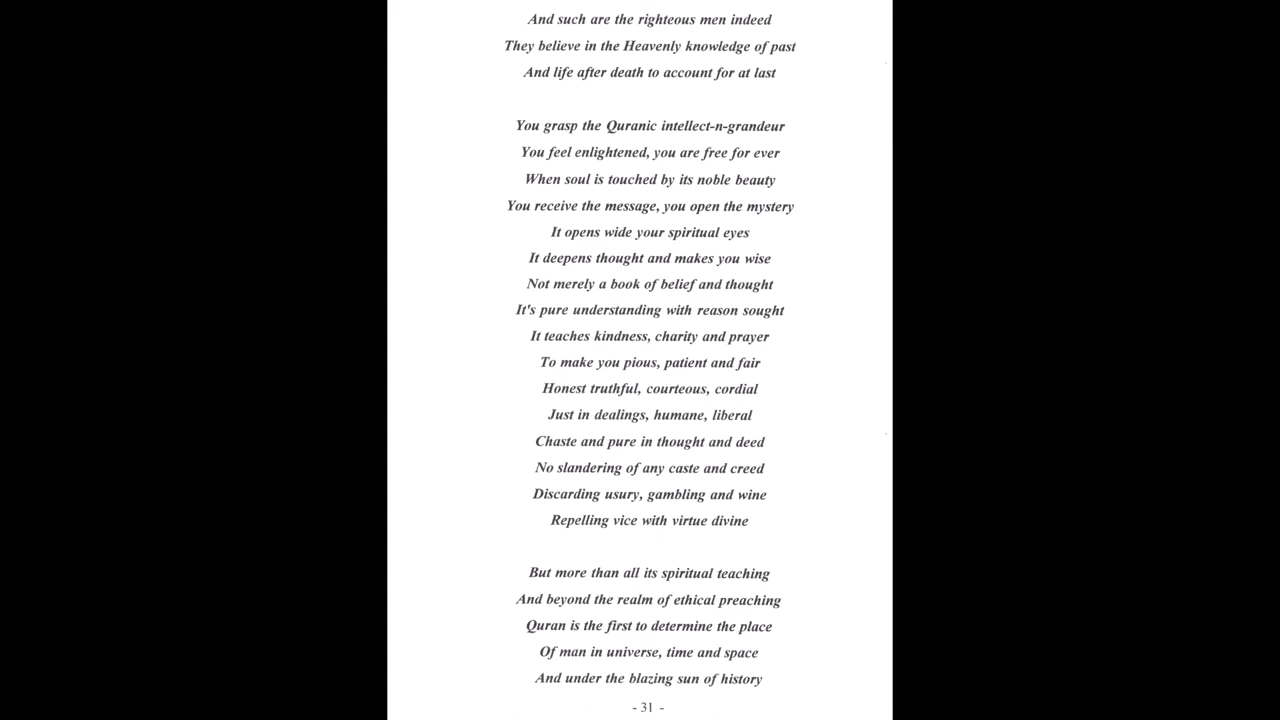 And such are the righteous men indeed
They believe in the Heavenly knowledge of past
And life after death to account for at last
You grasp the Quranic intellect-n-grandeur
You feel enlightened, you are free for ever
When soul is touched by its noble beauty
You receive the message, you open the mystery
It opens wide your spiritual eyes
It deepens thought and makes you wise
Not merely a book of belief and thought
It's pure understanding with reason sought
It teaches kindness, charity and prayer
To make you pious, patient and fair
Honest truthful, courteous, cordial
Just in dealings, humane, liberal
Chaste and pure in thought and deed
No slandering of any caste and creed
Discarding usury, gambling and wine
Repelling vice with virtue divine
But more than all its spiritual teaching
And beyond the realm of ethical preaching
Quran is the first to determine the place
Of man in universe, time and space
And under the blazing sun of history
- 31 -